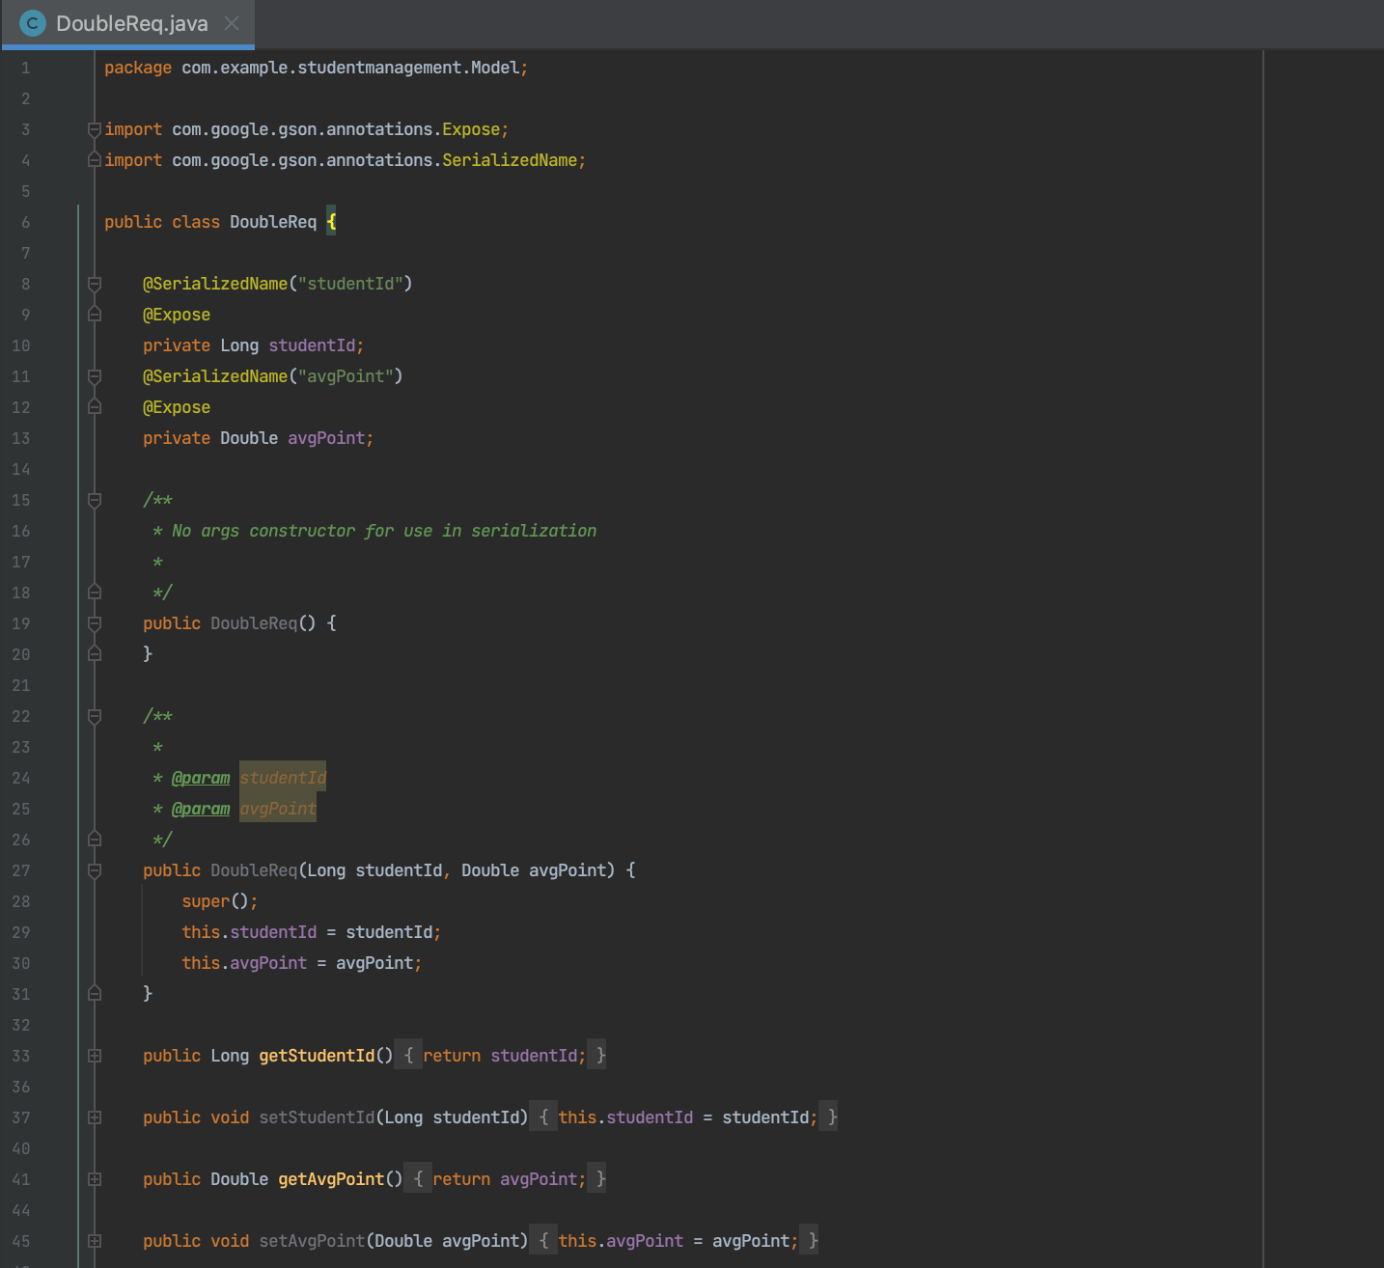 C DoubleReq.java
1 package com.example.studentmanagement.Model;
2
3 import com.google.gson.annotations.Expose;
4 import com.google.gson.annotations.SerializedName;
5
6 public class DoubleReq {
7
8 @SerializedName("studentId")
9 @Expose
10 private Long studentId;
11 @SerializedName("avgPoint")
12 @Expose
13 private Double avgPoint;
14
15 /**
16 * No args constructor for use in serialization
17 *
18 */
19 public DoubleReq() {
20 }
21
22 /**
23 *
24 * @param studentId
25 * @param avgPoint
26 */
27 public DoubleReq(Long studentId, Double avgPoint) {
28 super();
29 this.studentId = studentId;
30 this.avgPoint = avgPoint;
31 }
32
33 public Long getStudentId() { return studentId; }
36
37 public void setStudentId(Long studentId) { this.studentId = studentId; }
40
41 public Double getAvgPoint() { return avgPoint; }
44
45 public void setAvgPoint(Double avgPoint) { this.avgPoint = avgPoint; }